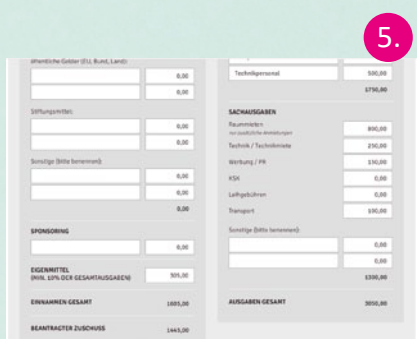 5.
öffentliche Gelder (EU, Bund, Land):
0,00
0,00
Stiftungsmittel:
0,00
0,00
Sonstige (bitte benennen):
0,00
0,00
0,00
SPONSORING
0,00
EIGENMITTEL
(MIN. 10% DER GESAMTAUSGABEN)
305,00
EINNAHMEN GESAMT
BEANTRAGTER ZUSCHUSS
Technikpersonal
500,00
1750,00
SACHAUSGABEN
Raummieten
nur zusätzliche Anmietungen
800,00
Technik / Technikmiete
250,00
Werbung / PR
150,00
KSK
0,00
Leihgebühren
0,00
Transport
100,00
Sonstige (bitte benennen):
0,00
0,00
1300,00
AUSGABEN GESAMT
3050,00